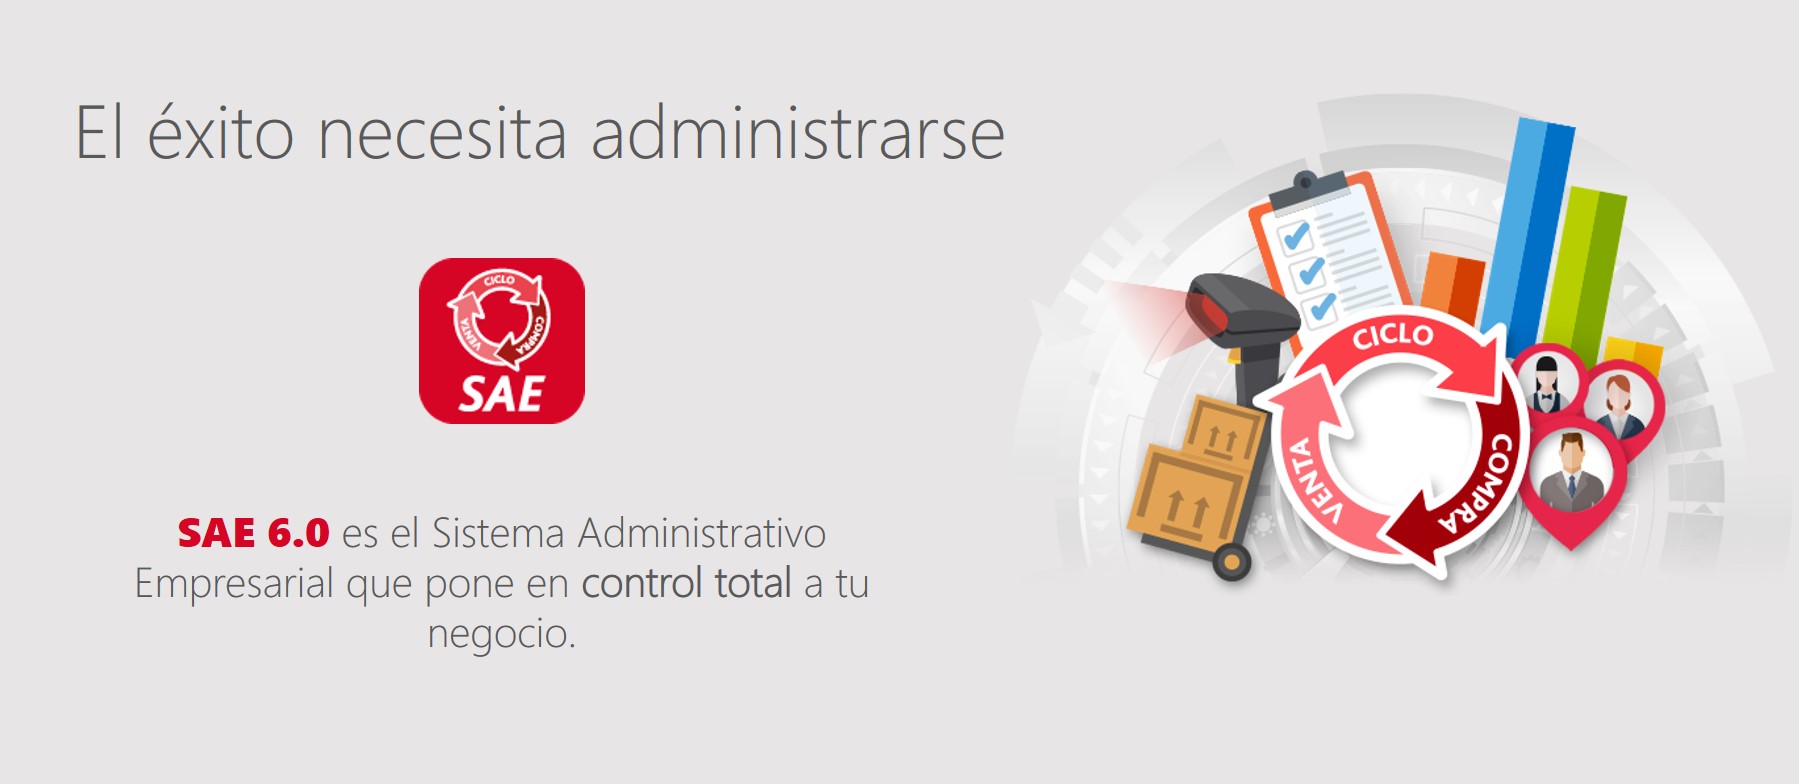 El éxito necesita administrarse
CICLO
COMPRA
VENTA
SAE
SAE 6.0 es el Sistema Administrativo
Empresarial que pone en control total a tu
negocio.
CICLO
COMPRA
VENTA